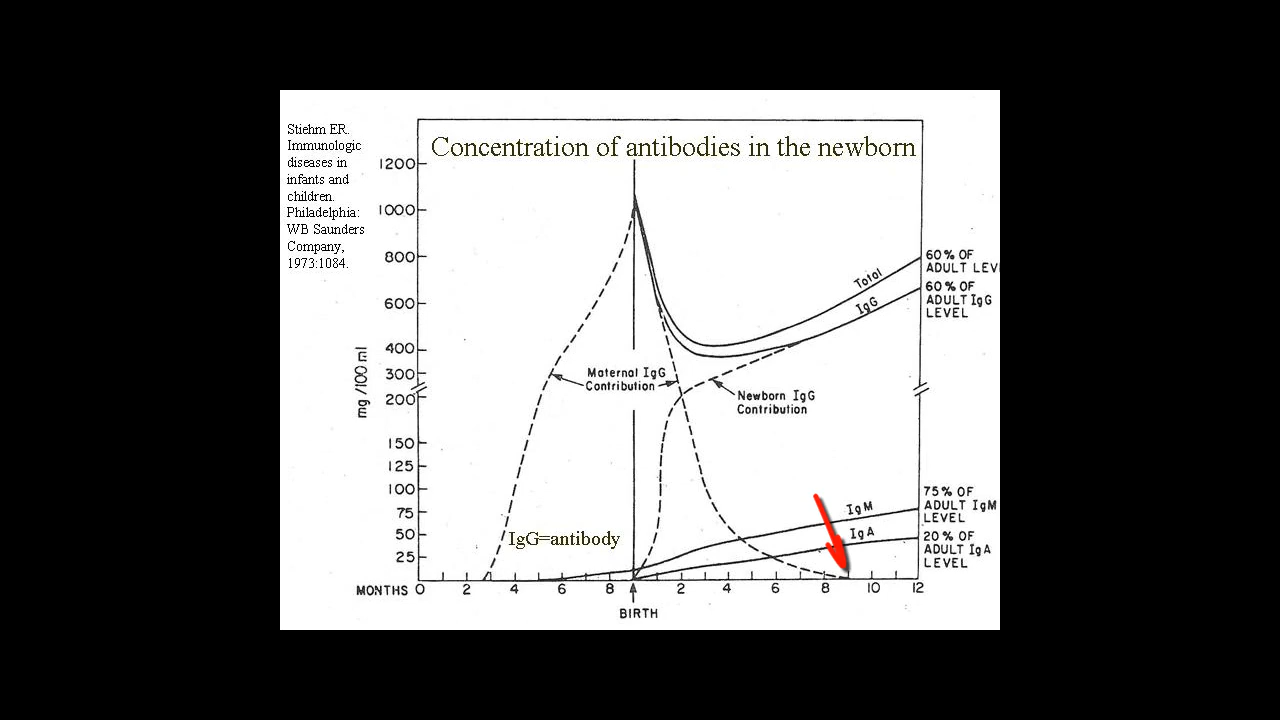 Stiehm ER.
Immunologic
diseases in
infants and
children.
Philadelphia:
WB Saunders
Company,
1973:1084.
Concentration of antibodies in the newborn
1200
1000
800
600
400
300
200
150
125
100
75
50
25
mg/100 ml
Total
IgG
60% OF
ADULT LEV
60% OF
ADULT IgG
LEVEL
Maternal IgG
Contribution
Newborn IgG
Contribution
IgG=antibody
IgM
IgA
75% OF
ADULT IgM
LEVEL
20% OF
ADULT IgA
LEVEL
MONTHS 0 2 4 6 8 2 4 6 8 10 12
BIRTH